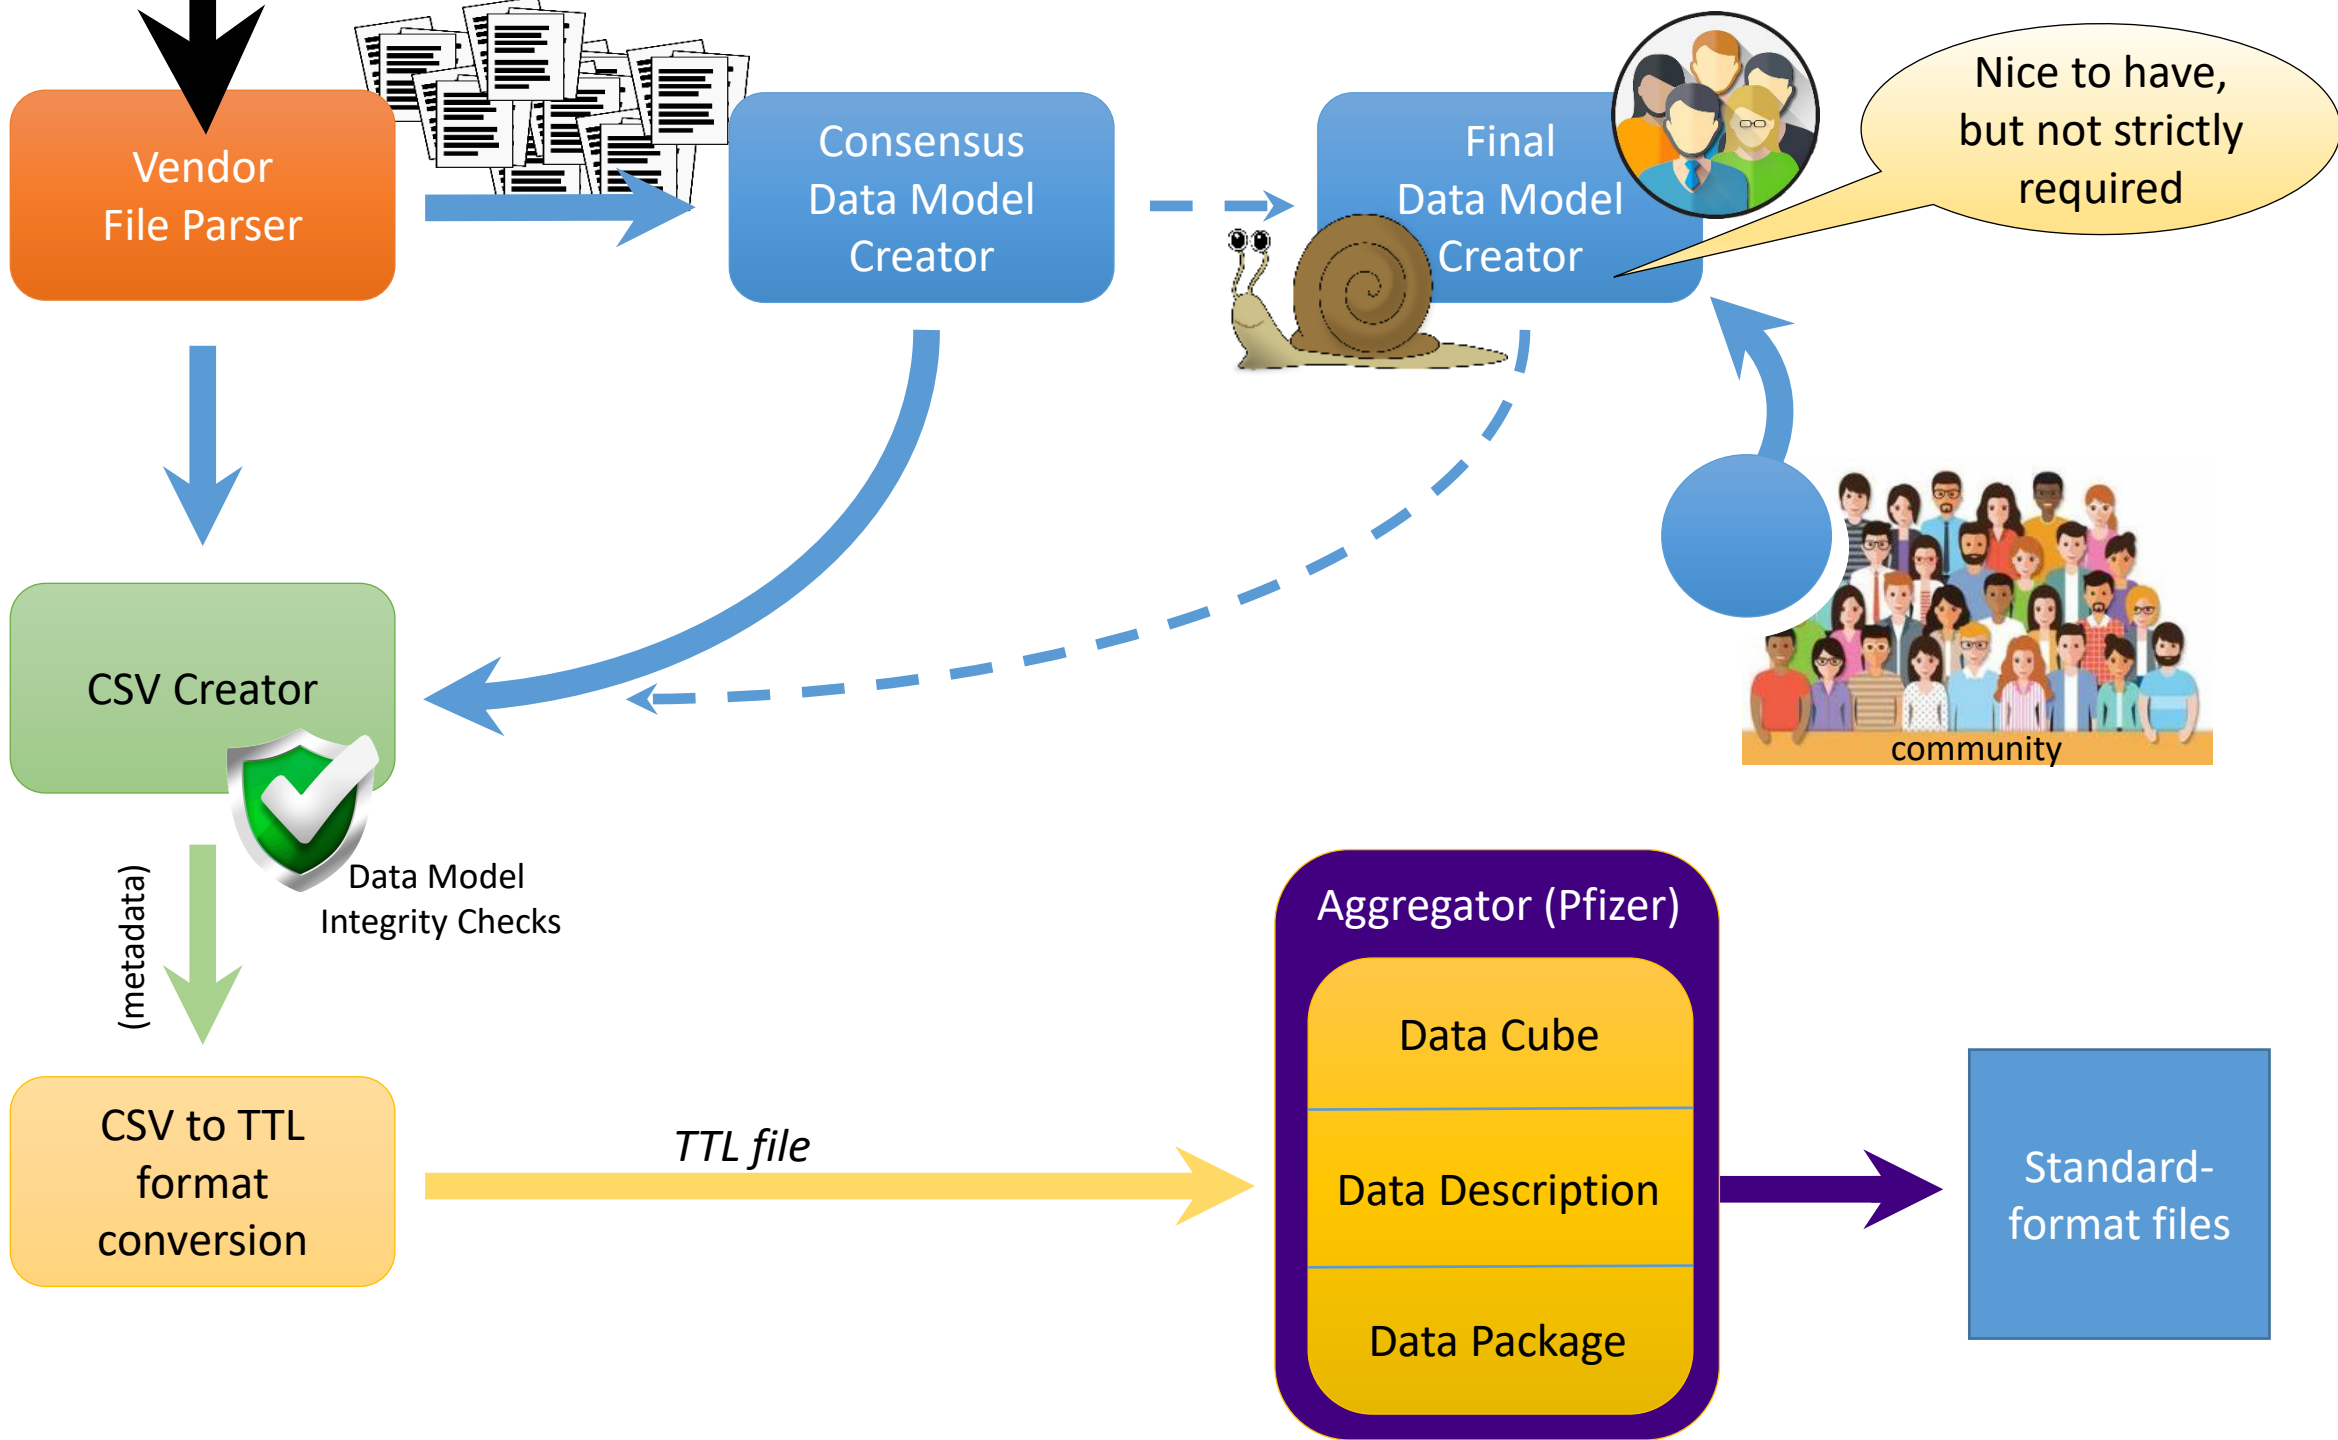 Vendor
File Parser
Consensus
Data Model
Creator
Final
Data Model
Creator
Nice to have,
but not strictly
required
CSV Creator
community
Data Model
Integrity Checks
(metadata)
Aggregator (Pfizer)
Data Cube
Data Description
Data Package
CSV to TTL
format
conversion
TTL file
Standard-
format files